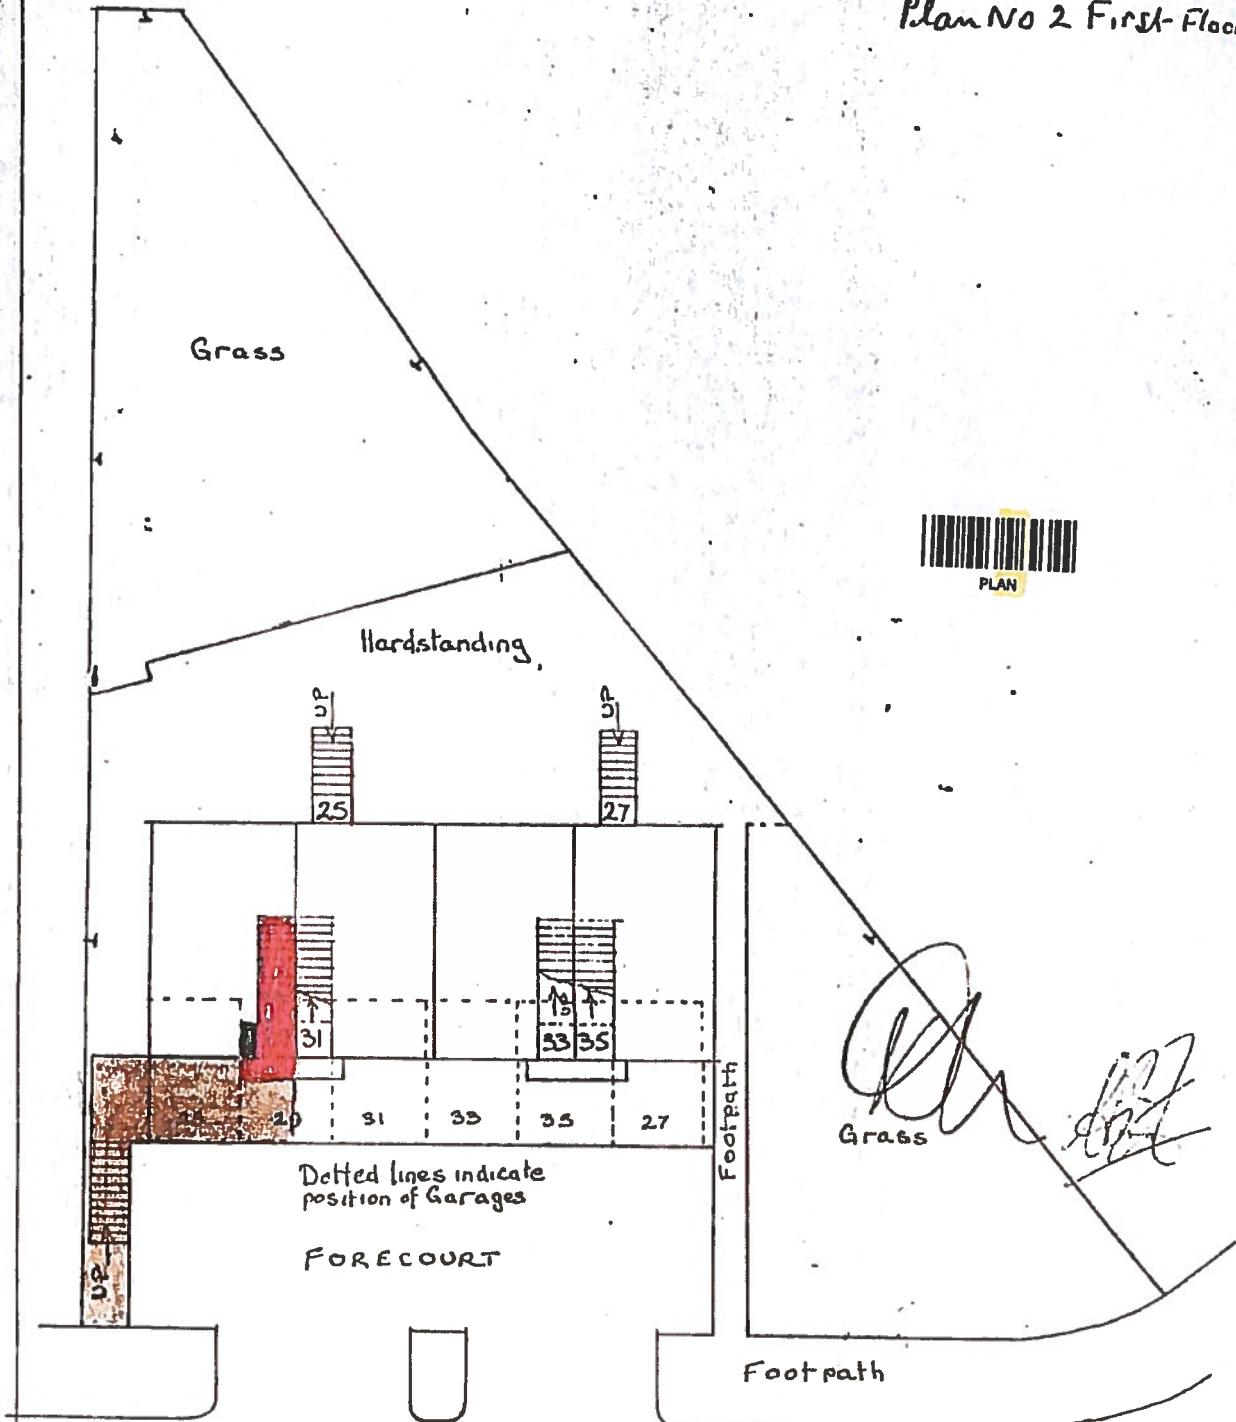 Plan No 2 First-Floor
Grass
PLAN
Hardstanding
UP
UP
25
27
31
33
35
29
31
33
35
27
Footpath
Grass
Dotted lines indicate
position of Garages
FORECOURT
UP
Footpath